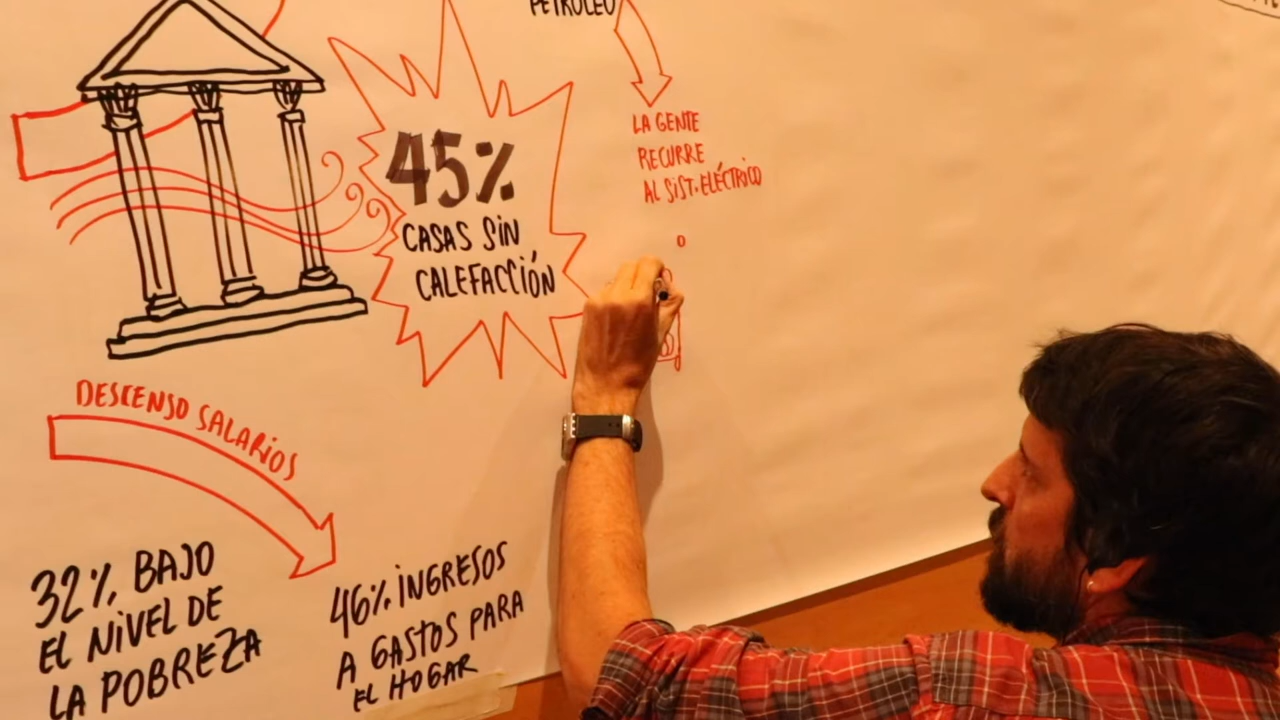 PETRÓLEO
LA GENTE
RECURRE
AL SIST. ELÉCTRICO
45%
CASAS SIN
CALEFACCIÓN
DESCENSO SALARIOS
32% BAJO
EL NIVEL DE
LA POBREZA
46% INGRESOS
A GASTOS PARA
EL HOGAR